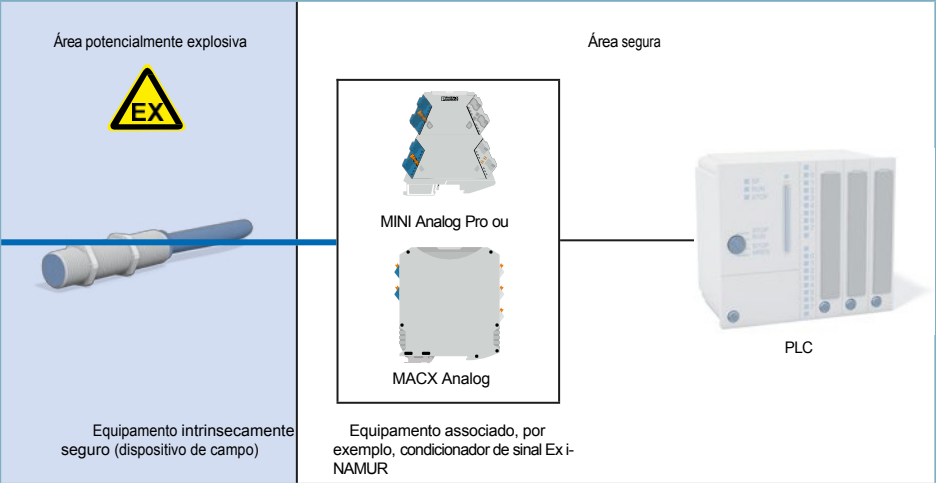 Área potencialmente explosiva
Área segura
EX
MINI Analog Pro ou
MACX Analog
PLC
Equipamento intrinsecamente
seguro (dispositivo de campo)
Equipamento associado, por
exemplo, condicionador de sinal Ex i-
NAMUR